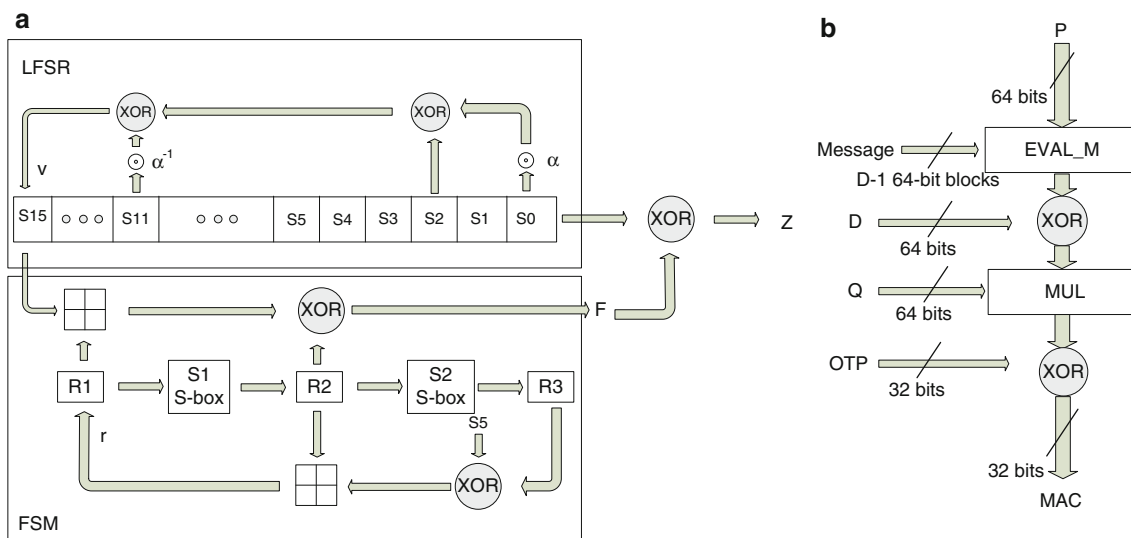 a
LFSR
XOR
XOR
v
α⁻¹
α
S15
S11
S5
S4
S3
S2
S1
S0
XOR
Z
XOR
F
R1
S1
S-box
R2
S2
S-box
R3
r
S5
XOR
FSM
b
P
64 bits
Message
EVAL_M
D-1 64-bit blocks
D
XOR
64 bits
Q
MUL
64 bits
OTP
XOR
32 bits
32 bits
MAC